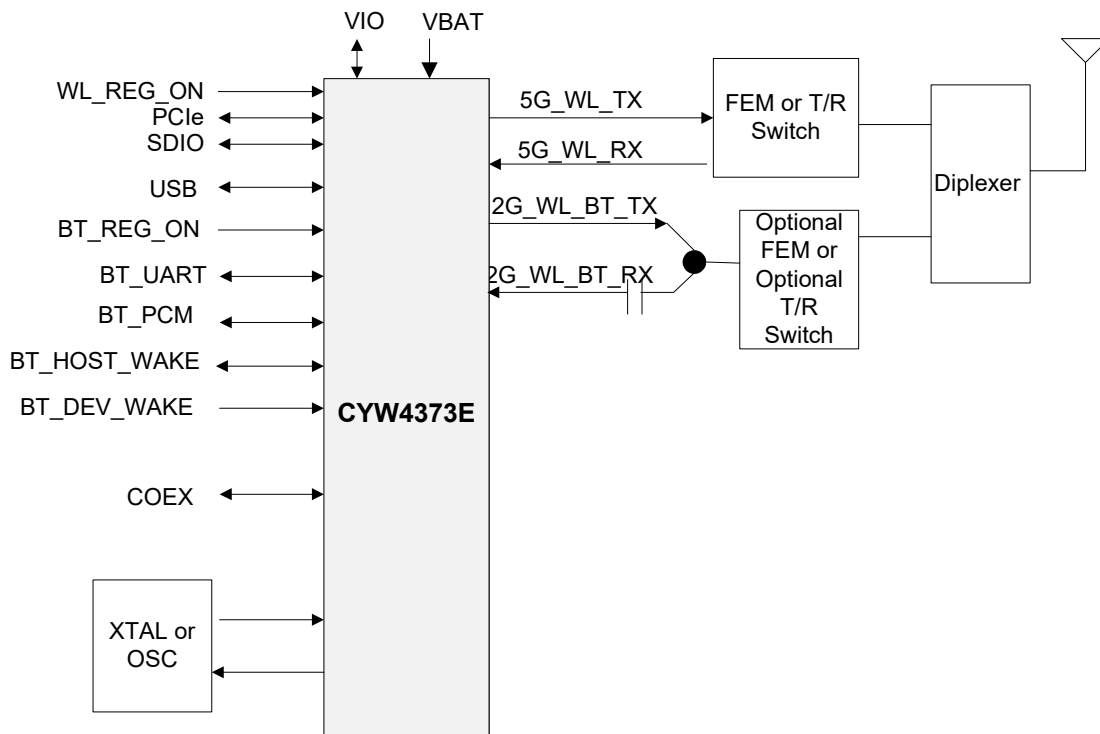 VIO
VBAT
WL_REG_ON
PCIe
SDIO
USB
BT_REG_ON
BT_UART
BT_PCM
BT_HOST_WAKE
BT_DEV_WAKE
COEX
XTAL or
OSC
CYW4373E
5G_WL_TX
5G_WL_RX
2G_WL_BT_TX
2G_WL_BT_RX
FEM or T/R
Switch
Optional
FEM or
Optional
T/R
Switch
Diplexer